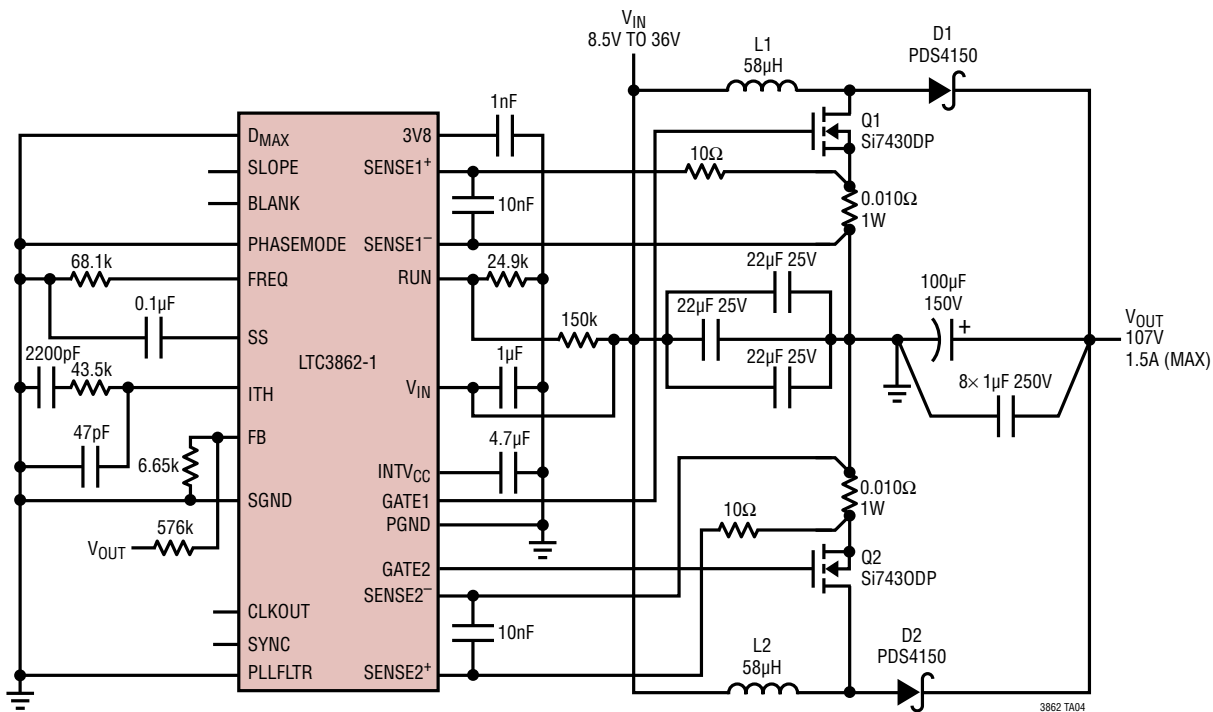 VIN
8.5V TO 36V
L1
58µH
D1
PDS4150
1nF
DMAX
3V8
Q1
Si7430DP
SLOPE
SENSE1+
10Ω
BLANK
10nF
0.010Ω
1W
PHASEMODE
SENSE1–
68.1k
24.9k
22µF 25V
FREQ
RUN
100µF
150V
0.1µF
22µF 25V
150k
+
VOUT
107V
1.5A (MAX)
SS
LTC3862-1
2200pF
43.5k
1µF
22µF 25V
ITH
VIN
8× 1µF 250V
47pF
FB
4.7µF
6.65k
INTVCC
0.010Ω
1W
SGND
GATE1
10Ω
576k
PGND
VOUT
GATE2
Q2
Si743ODP
SENSE2–
CLKOUT
10nF
SYNC
L2
58µH
D2
PDS4150
PLLFLTR
SENSE2+
3862 TA04